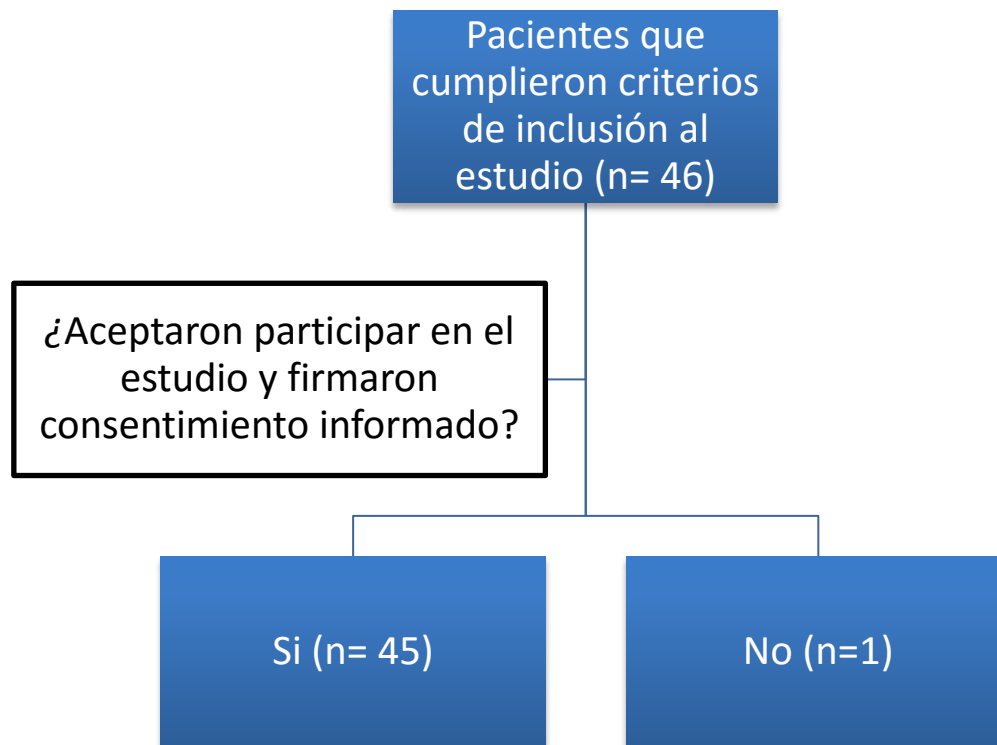 Pacientes que
cumplieron criterios
de inclusión al
estudio (n= 46)
¿Aceptaron participar en el
estudio y firmaron
consentimiento informado?
Si (n= 45)
No (n=1)